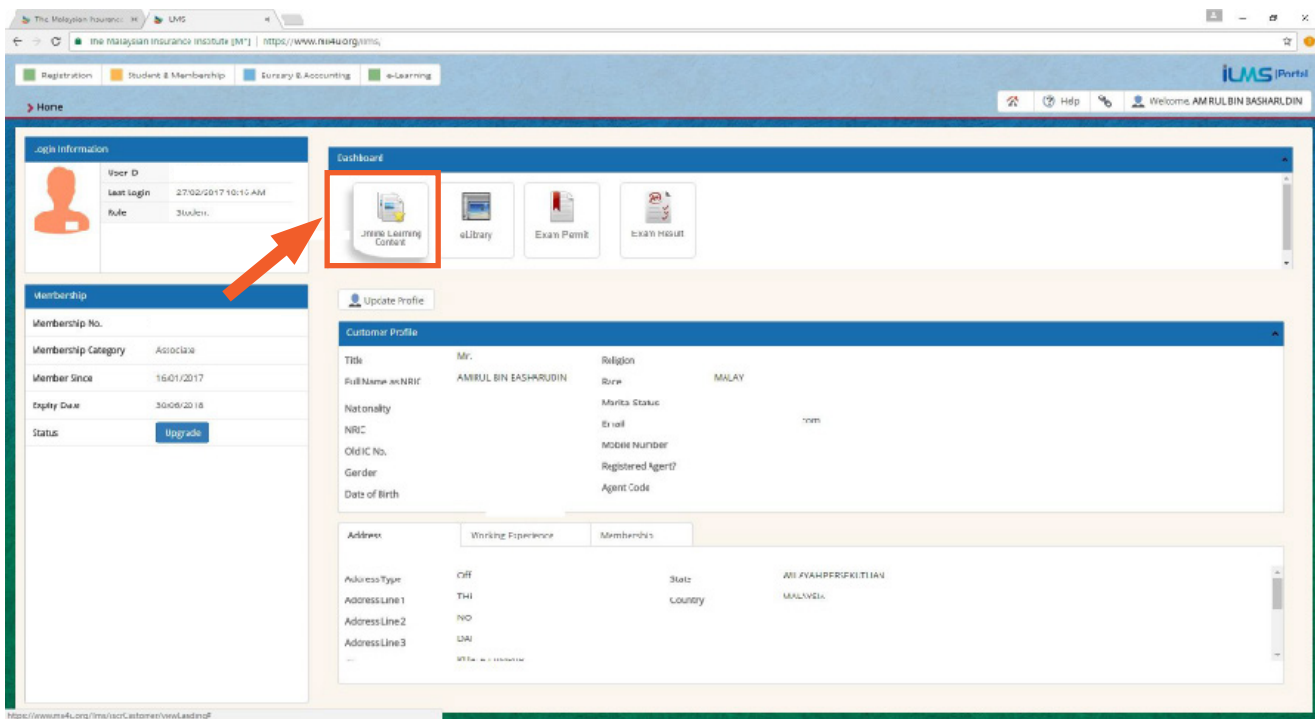 The Malaysian Insurance
LMS
The Malaysian Insurance Institute [MY] | https://www.mii4u.org/lms/
Registration
Student & Membership
Bursary & Accounting
e-Learning
iLMS |Portal
Home
Help
Welcome, AMIRUL BIN BASHARUDIN
Login Information
User ID
Last Login 27/02/2017 10:15 AM
Role Student
Dashboard
Online Learning
Content
eLibrary
Exam Permit
Exam Result
Membership
Membership No.
Membership Category Associate
Member Since 16/01/2017
Expiry Date 30/06/2018
Status Upgrade
Update Profile
Customer Profile
Title Mr.
Full Name as NRIC AMIRUL BIN BASHARUDIN
Nationality
NRIC
Old IC No.
Gender
Date of Birth
Religion
Race MALAY
Marital Status
Email com
Mobile Number
Registered Agent?
Agent Code
Address Working Experience Membership
Address Type Off
Address Line 1 THE
Address Line 2 NO
Address Line 3 DAI
State WILAYAH PERSEKUTUAN
Country MALAYSIA